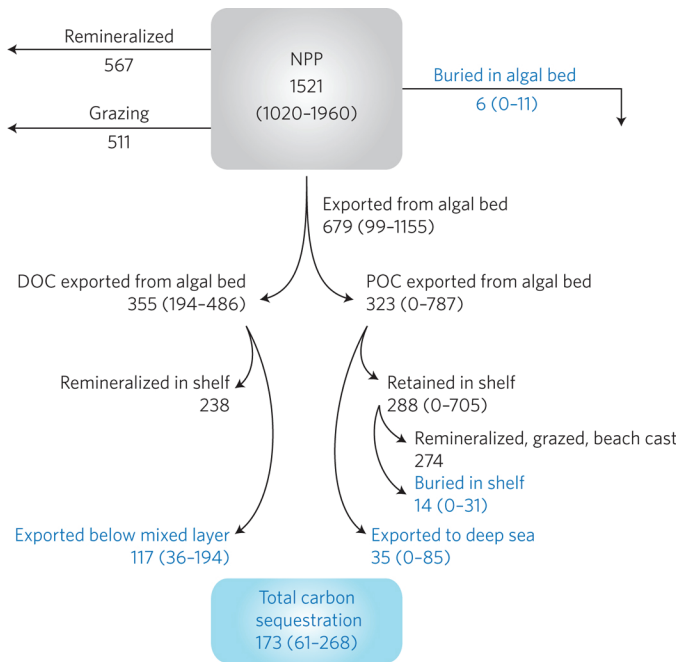 Remineralized
567
NPP
1521
(1020–1960)
Buried in algal bed
6 (0–11)
Grazing
511
Exported from algal bed
679 (99–1155)
DOC exported from algal bed
355 (194–486)
POC exported from algal bed
323 (0–787)
Remineralized in shelf
238
Retained in shelf
288 (0–705)
Remineralized, grazed, beach cast
274
Buried in shelf
14 (0–31)
Exported below mixed layer
117 (36–194)
Exported to deep sea
35 (0–85)
Total carbon
sequestration
173 (61–268)